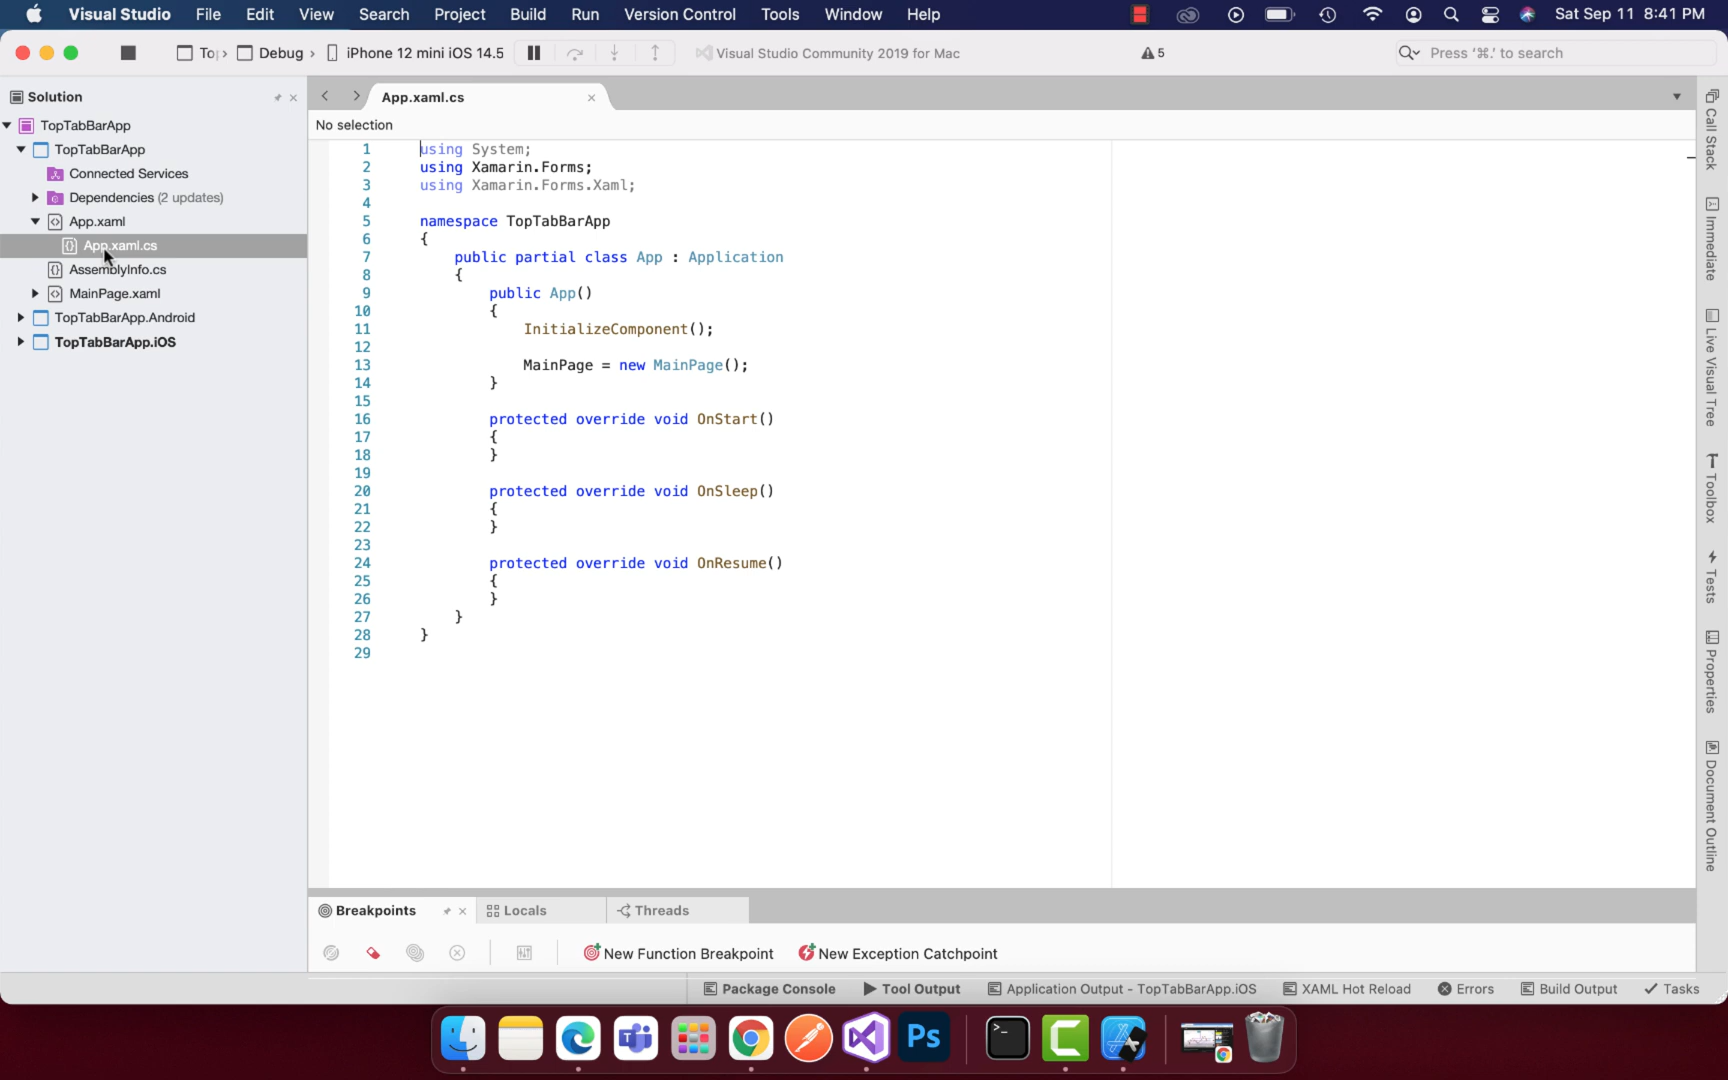 Visual Studio File Edit View Search Project Build Run Version Control Tools Window Help Sat Sep 11 8:41 PM
Debug iPhone 12 mini iOS 14.5 Visual Studio Community 2019 for Mac 5 Press ‘⌘.’ to search
Solution
App.xaml.cs
No selection
TopTabBarApp
TopTabBarApp
Connected Services
Dependencies (2 updates)
App.xaml
App.xaml.cs
AssemblyInfo.cs
MainPage.xaml
TopTabBarApp.Android
TopTabBarApp.iOS
1 using System;
2 using Xamarin.Forms;
3 using Xamarin.Forms.Xaml;
4
5 namespace TopTabBarApp
6 {
7 public partial class App : Application
8 {
9 public App()
10 {
11 InitializeComponent();
12
13 MainPage = new MainPage();
14 }
15
16 protected override void OnStart()
17 {
18 }
19
20 protected override void OnSleep()
21 {
22 }
23
24 protected override void OnResume()
25 {
26 }
27 }
28 }
29
Call Stack
Immediate
Live Visual Tree
Toolbox
Tests
Properties
Document Outline
Breakpoints Locals Threads
New Function Breakpoint New Exception Catchpoint
Package Console Tool Output Application Output - TopTabBarApp.iOS XAML Hot Reload Errors Build Output Tasks
Ps